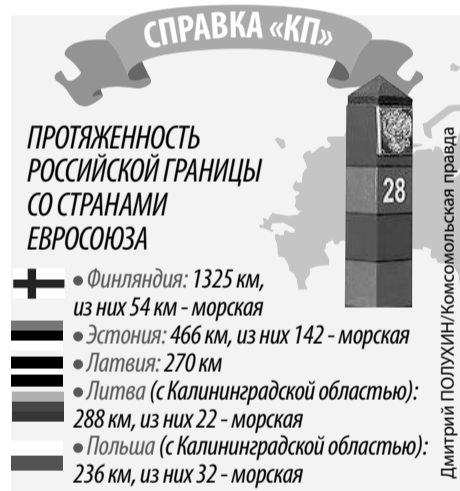 СПРАВКА «КП»
ПРОТЯЖЕННОСТЬ
РОССИЙСКОЙ ГРАНИЦЫ
СО СТРАНАМИ
ЕВРОСОЮЗА
28
• Финляндия: 1325 км,
из них 54 км - морская
• Эстония: 466 км, из них 142 - морская
• Латвия: 270 км
• Литва (с Калининградской областью):
288 км, из них 22 - морская
• Польша (с Калининградской областью):
236 км, из них 32 - морская
Дмитрий ПОЛУХИН/Комсомольская правда